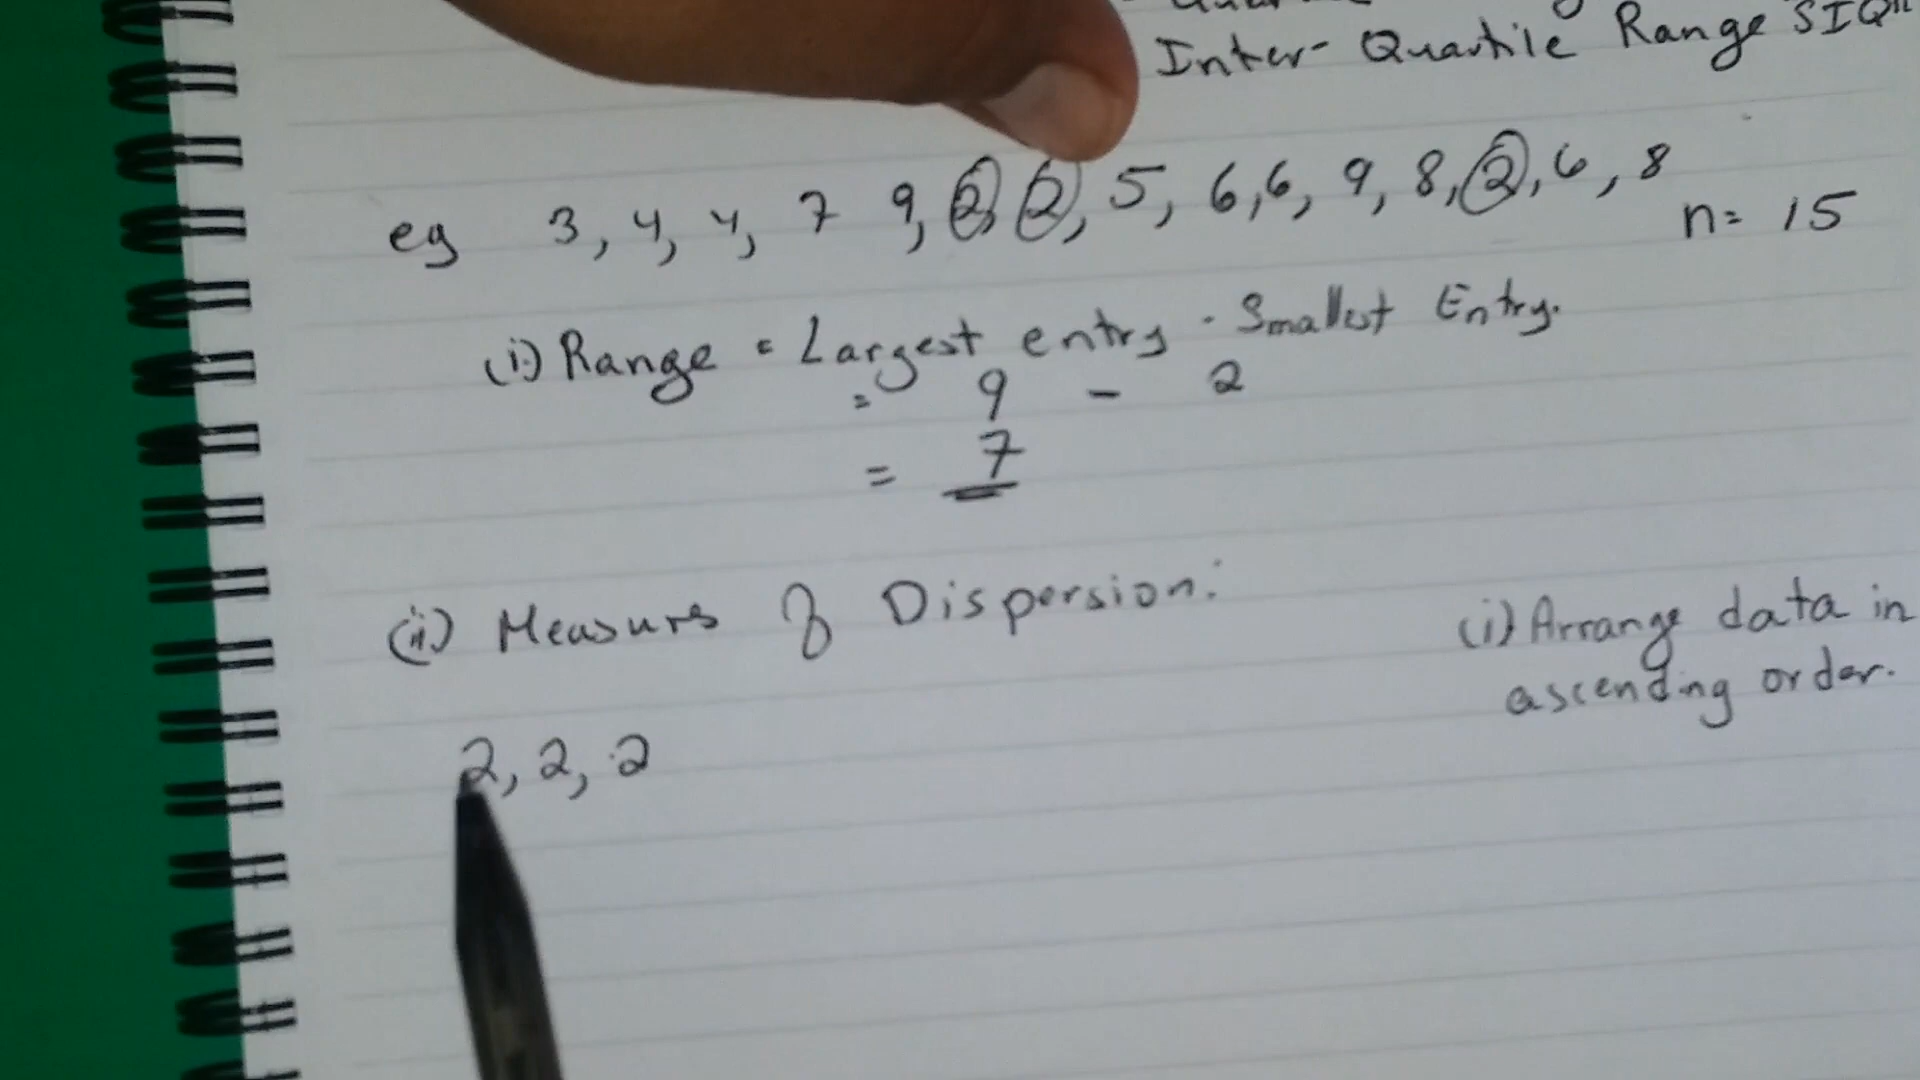 Inter- Quartile Range SIQR
eg 3, 4, 4, 7 9, 2, 2, 5, 6, 6, 9, 8, 2, 6, 8
n= 15
(i) Range = Largest entry - Smallest Entry.
= 9 - 2
= 7
(ii) Measures of Dispersion:
(i) Arrange data in
ascending order.
2, 2, 2